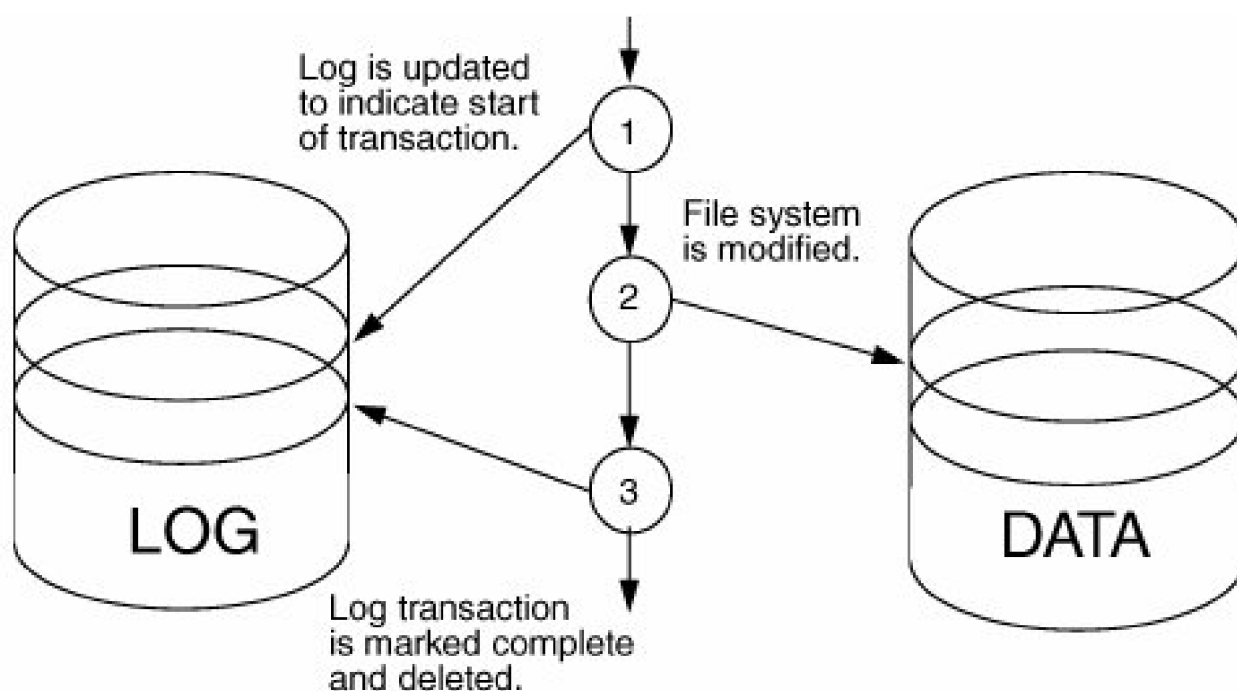 Log is updated
to indicate start
of transaction.
1
File system
is modified.
2
3
LOG
DATA
Log transaction
is marked complete
and deleted.